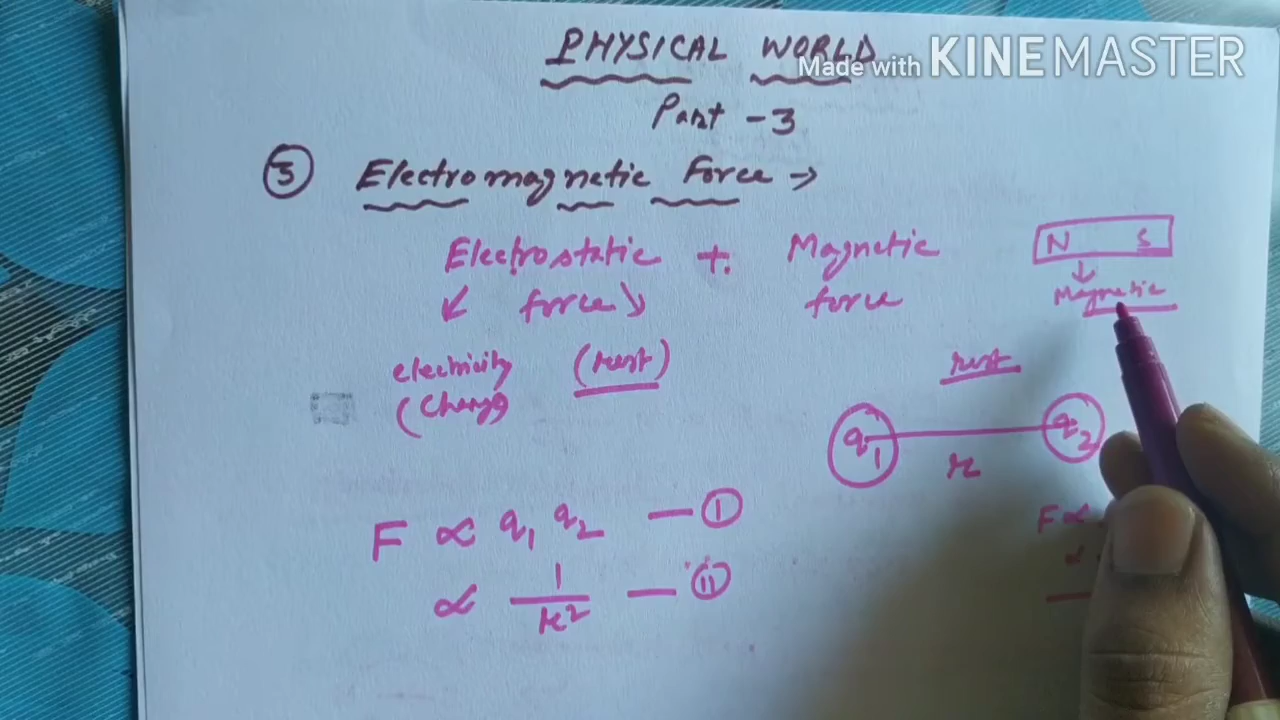 PHYSICAL WORLD
Made with KINEMASTER
Part - 3
3 Electromagnetic Force →
Electrostatic + Magnetic
force force
N S
Magnetic
electricity (rest)
(Charge
rest
q1 q2
r
F ∝ q1 q2 — I
∝ 1/r² — II
F ∝
∝